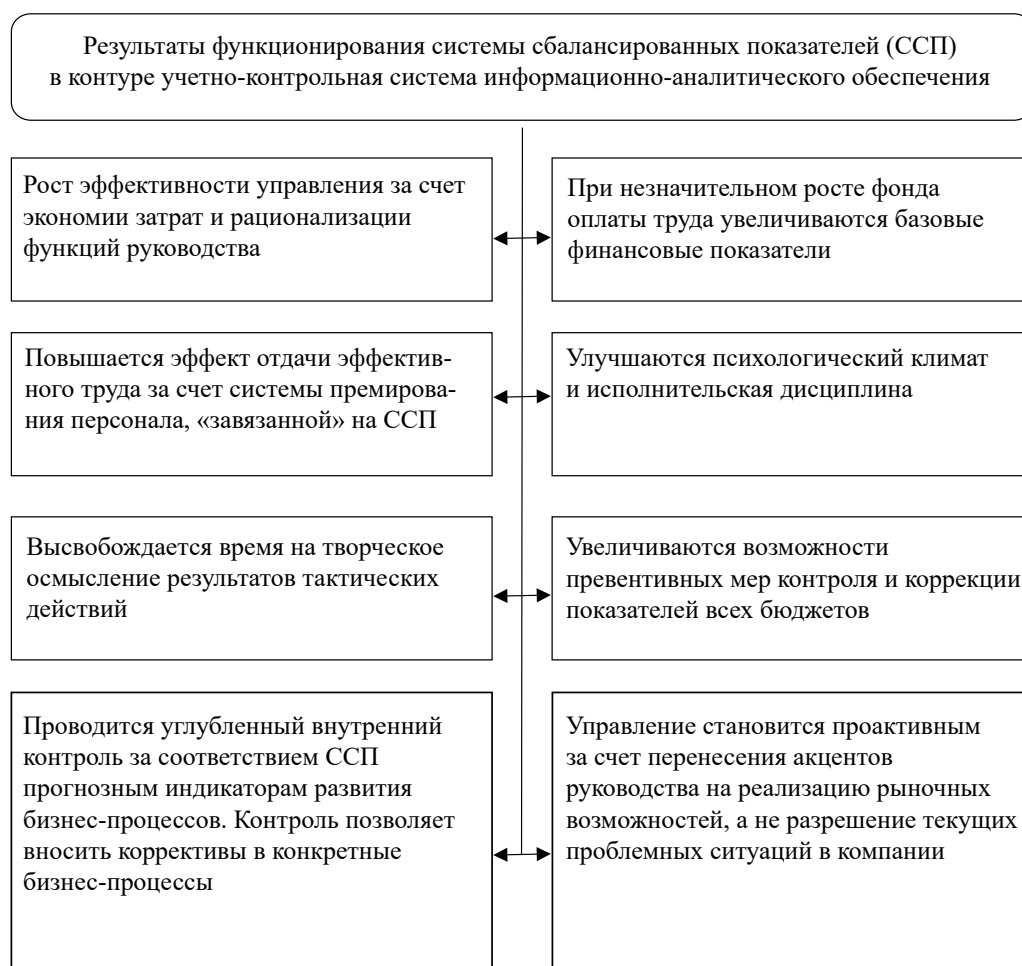 Результаты функционирования системы сбалансированных показателей (ССП)
в контуре учетно-контрольная система информационно-аналитического обеспечения
Рост эффективности управления за счет
экономии затрат и рационализации
функций руководства
При незначительном росте фонда
оплаты труда увеличиваются базовые
финансовые показатели
Повышается эффект отдачи эффектив-
ного труда за счет системы премирова-
ния персонала, «завязанной» на ССП
Улучшаются психологический климат
и исполнительская дисциплина
Высвобождается время на творческое
осмысление результатов тактических
действий
Увеличиваются возможности
превентивных мер контроля и коррекции
показателей всех бюджетов
Проводится углубленный внутренний
контроль за соответствием ССП
прогнозным индикаторам развития
бизнес-процессов. Контроль позволяет
вносить коррективы в конкретные
бизнес-процессы
Управление становится проактивным
за счет перенесения акцентов
руководства на реализацию рыночных
возможностей, а не разрешение текущих
проблемных ситуаций в компании